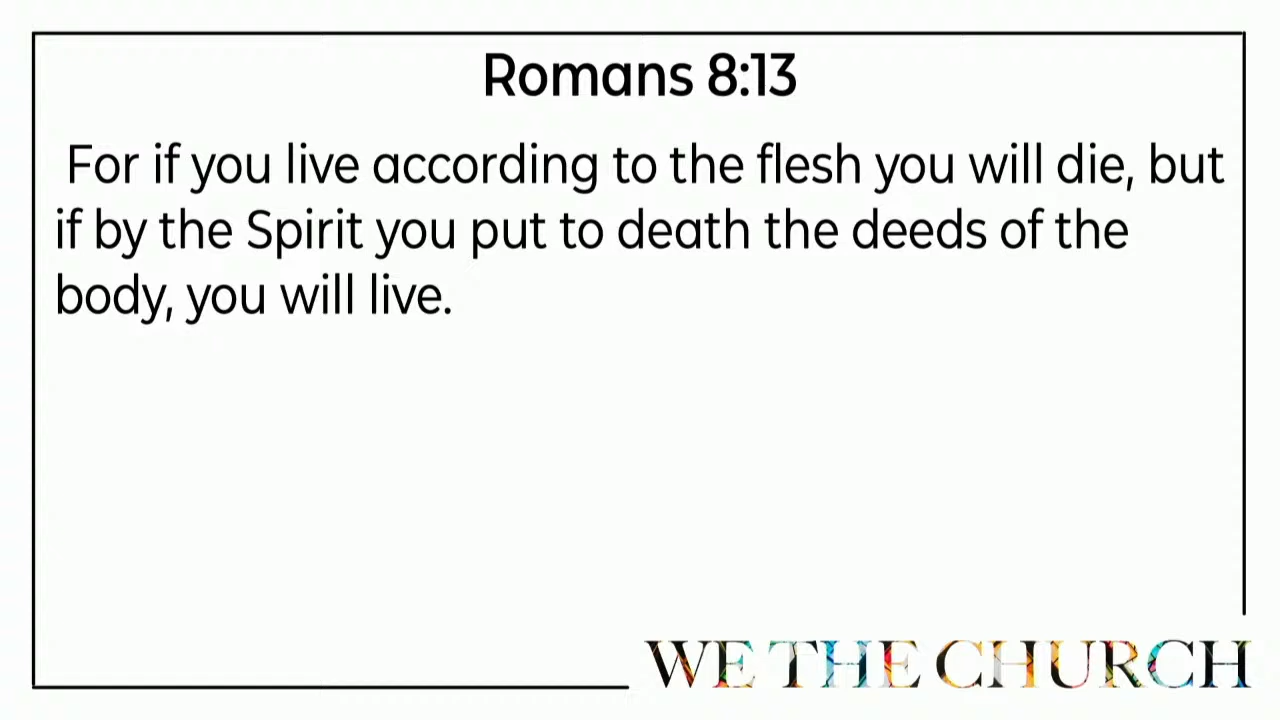 Romans 8:13
For if you live according to the flesh you will die, but
if by the Spirit you put to death the deeds of the
body, you will live.
WE THE CHURCH